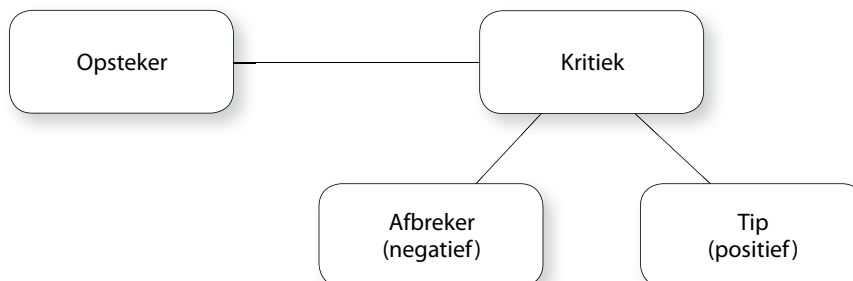 Opsteker
Kritiek
Afbreker
(negatief)
Tip
(positief)